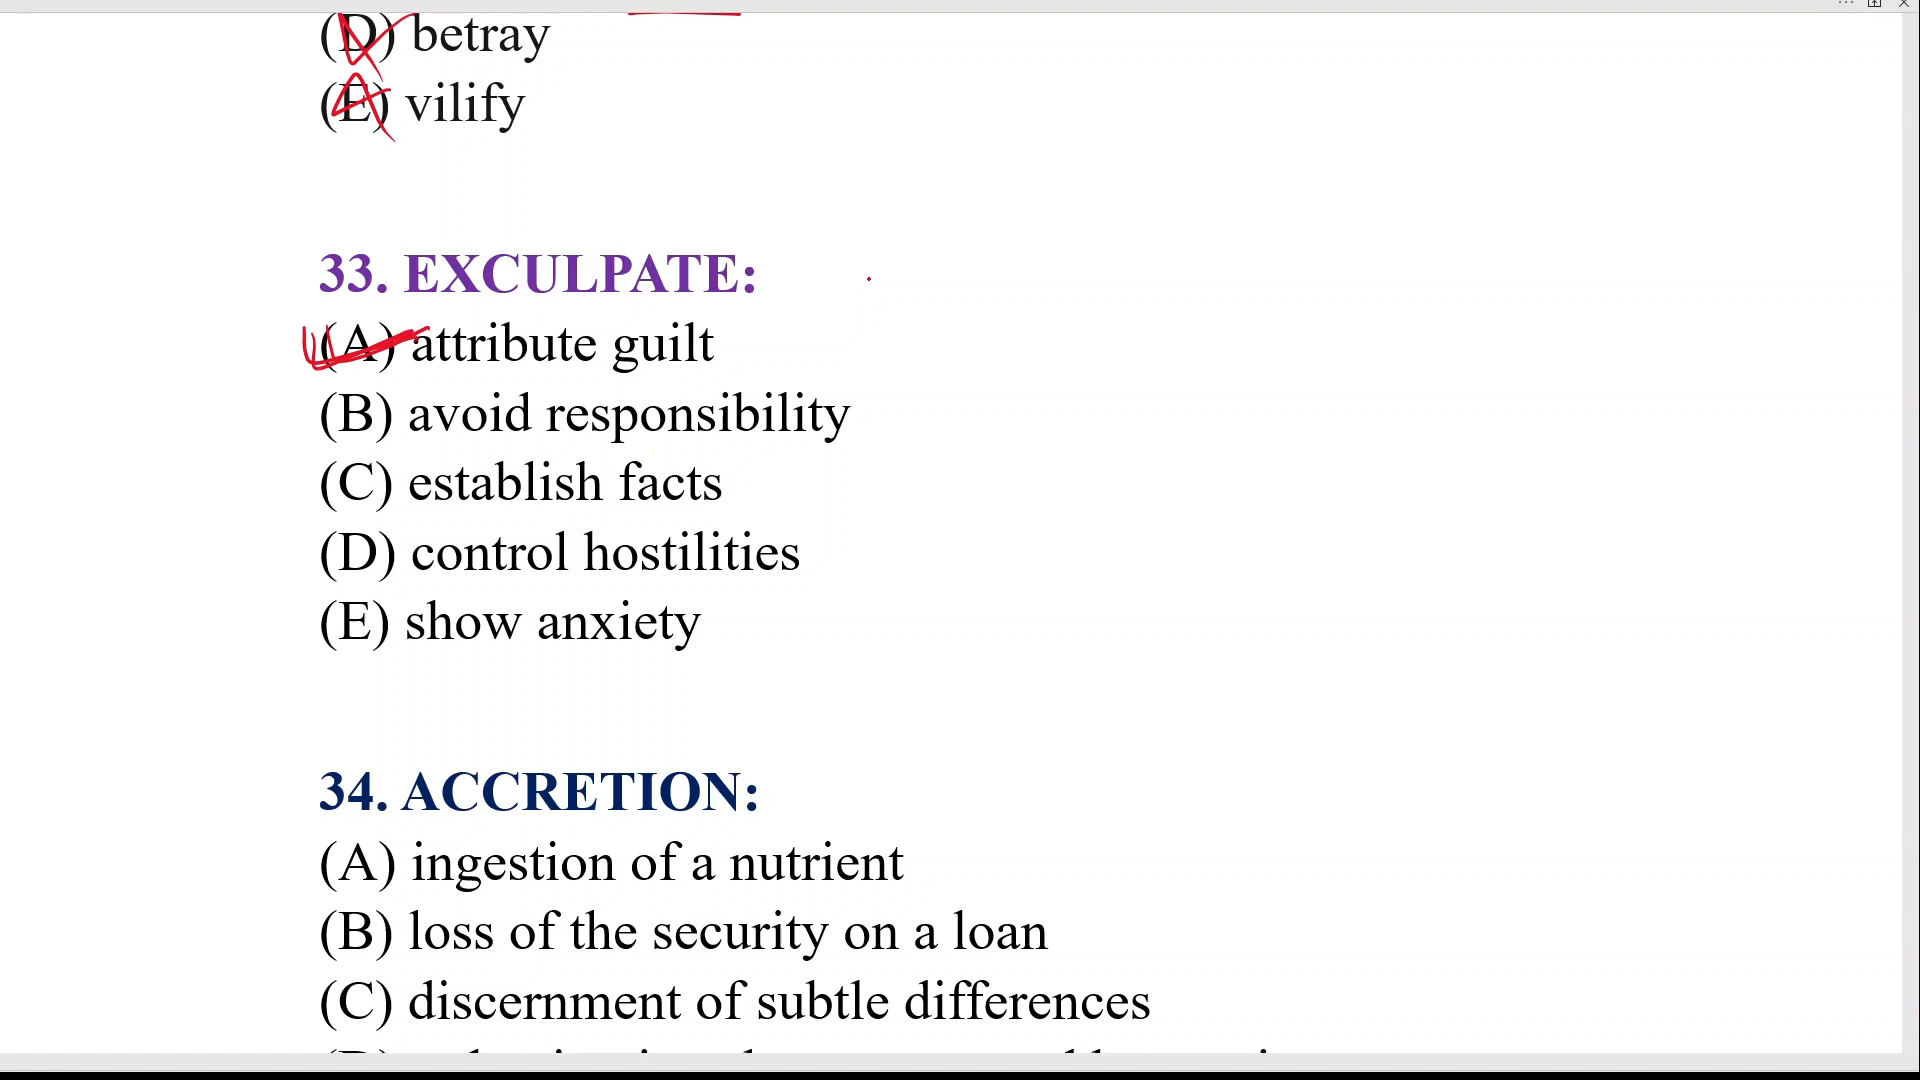 (D) betray
(E) vilify
33. EXCULPATE:
(A) attribute guilt
(B) avoid responsibility
(C) establish facts
(D) control hostilities
(E) show anxiety
34. ACCRETION:
(A) ingestion of a nutrient
(B) loss of the security on a loan
(C) discernment of subtle differences